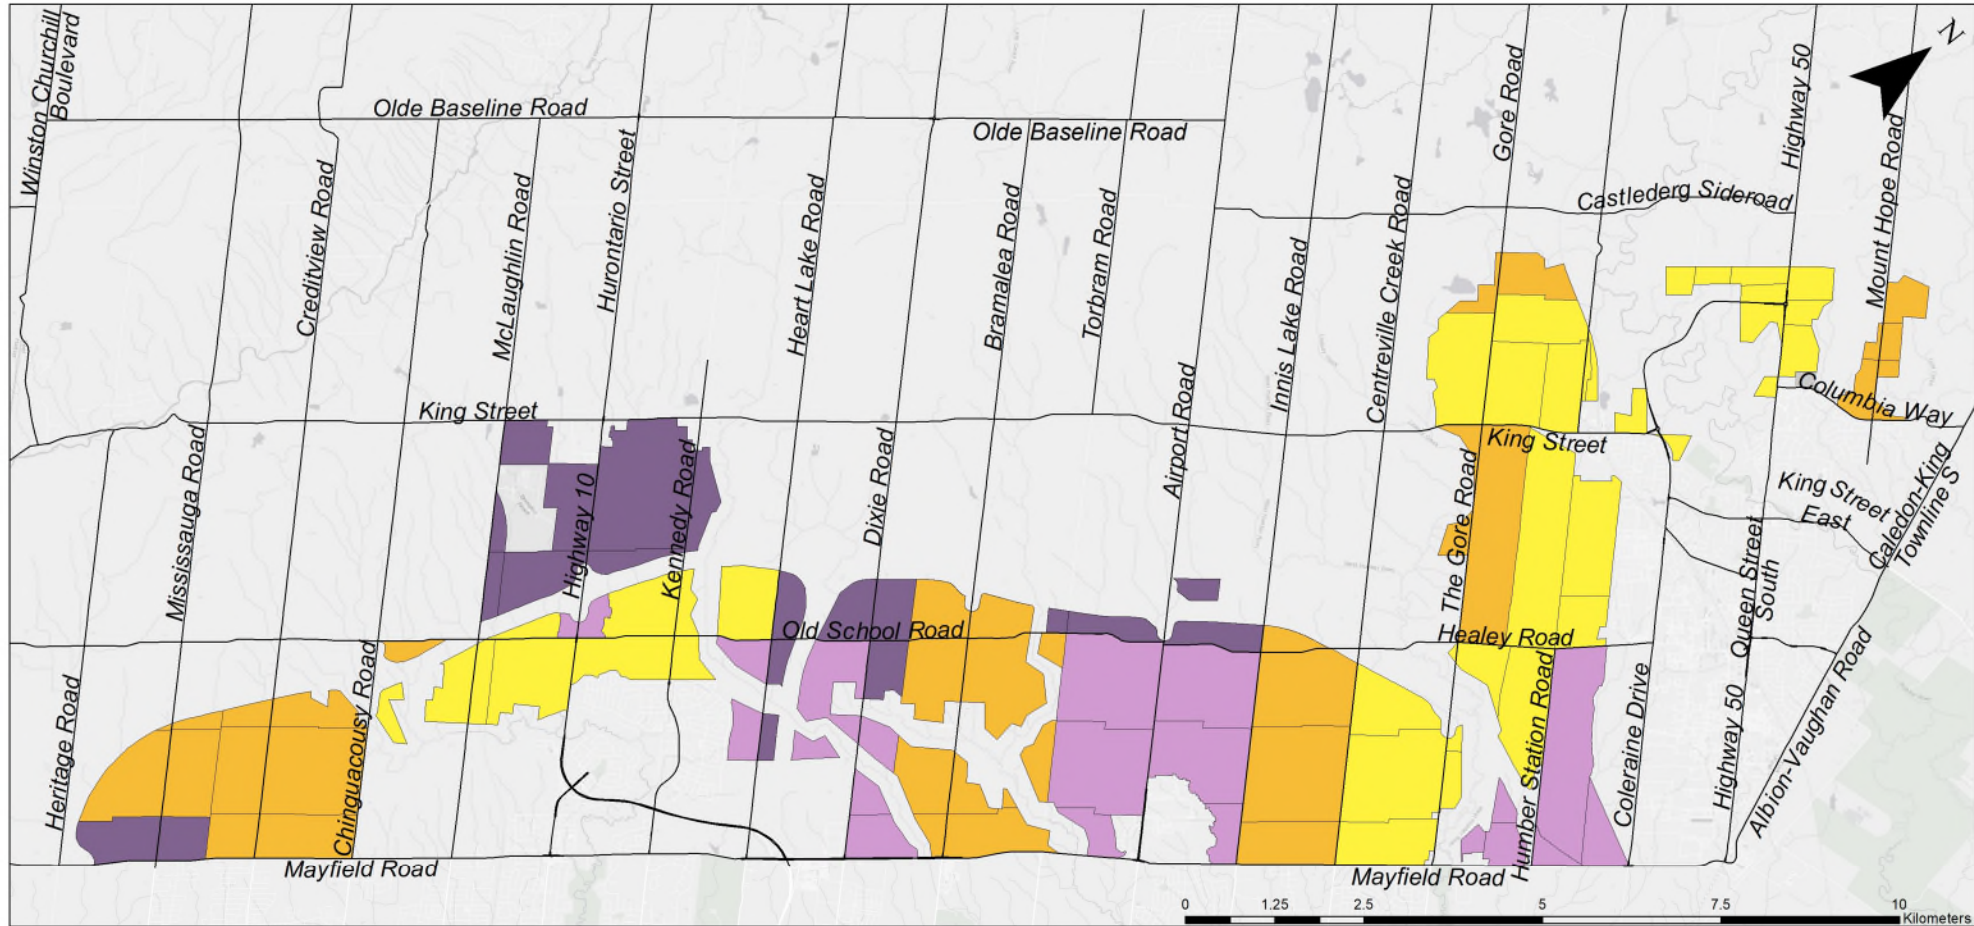 Winston Churchill
Boulevard
Olde Baseline Road
Olde Baseline Road
Gore Road
Highway 50
N
Mount Hope Road
Castlederg Sideroad
Creditview Road
McLaughlin Road
Hurontario Street
Heart Lake Road
Bramalea Road
Torbram Road
Innis Lake Road
Centreville Creek Road
Airport Road
King Street
King Street
Columbia Way
Mississauga Road
Highway 10
Kennedy Road
Dixie Road
The Gore Road
King Street
East
Caledon-King
Townline S
Queen Street
South
Old School Road
Healey Road
Heritage Road
Chinguacousy Road
Humber Station Road
Coleraine Drive
Highway 50
Albion-Vaughan Road
Mayfield Road
Mayfield Road
0 1.25 2.5 5 7.5 10
Kilometers